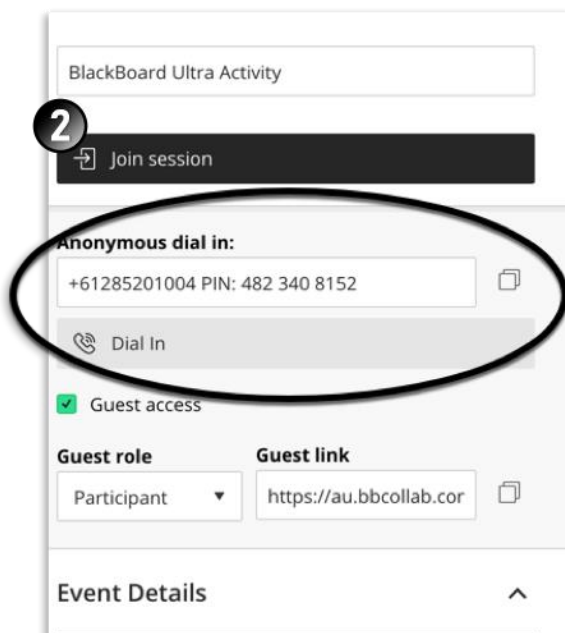 BlackBoard Ultra Activity
2
Join session
Anonymous dial in:
+61285201004 PIN: 482 340 8152
Dial In
Guest access
Guest role Guest link
Participant https://au.bbcollab.cor
Event Details